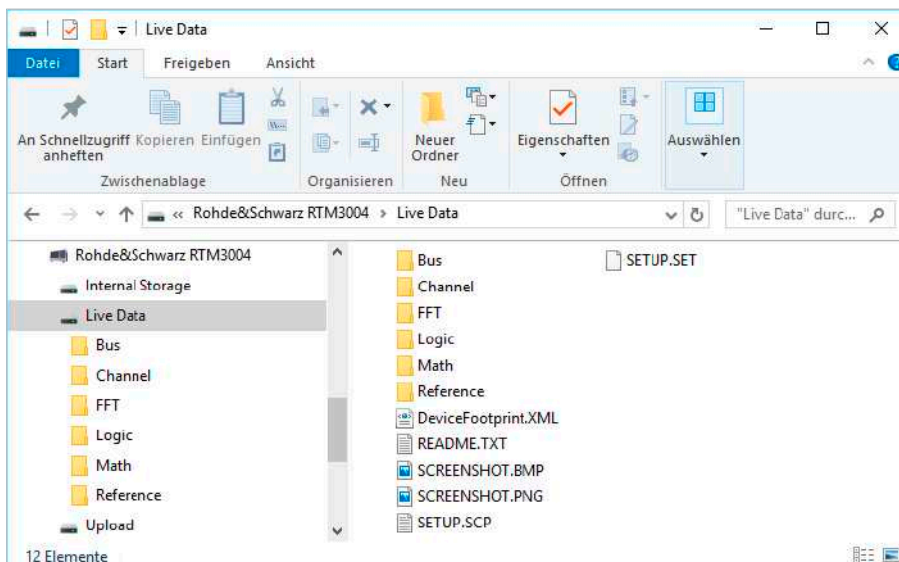 Live Data
Datei Start Freigeben Ansicht
An Schnellzugriff anheften
Kopieren
Einfügen
Neuer Ordner
Eigenschaften
Auswählen
Zwischenablage Organisieren Neu Öffnen
« Rohde&Schwarz RTM3004 > Live Data
"Live Data" durc...
Rohde&Schwarz RTM3004
Internal Storage
Live Data
Bus
Channel
FFT
Logic
Math
Reference
Upload
Bus
Channel
FFT
Logic
Math
Reference
DeviceFootprint.XML
README.TXT
SCREENSHOT.BMP
SCREENSHOT.PNG
SETUP.SCP
SETUP.SET
12 Elemente